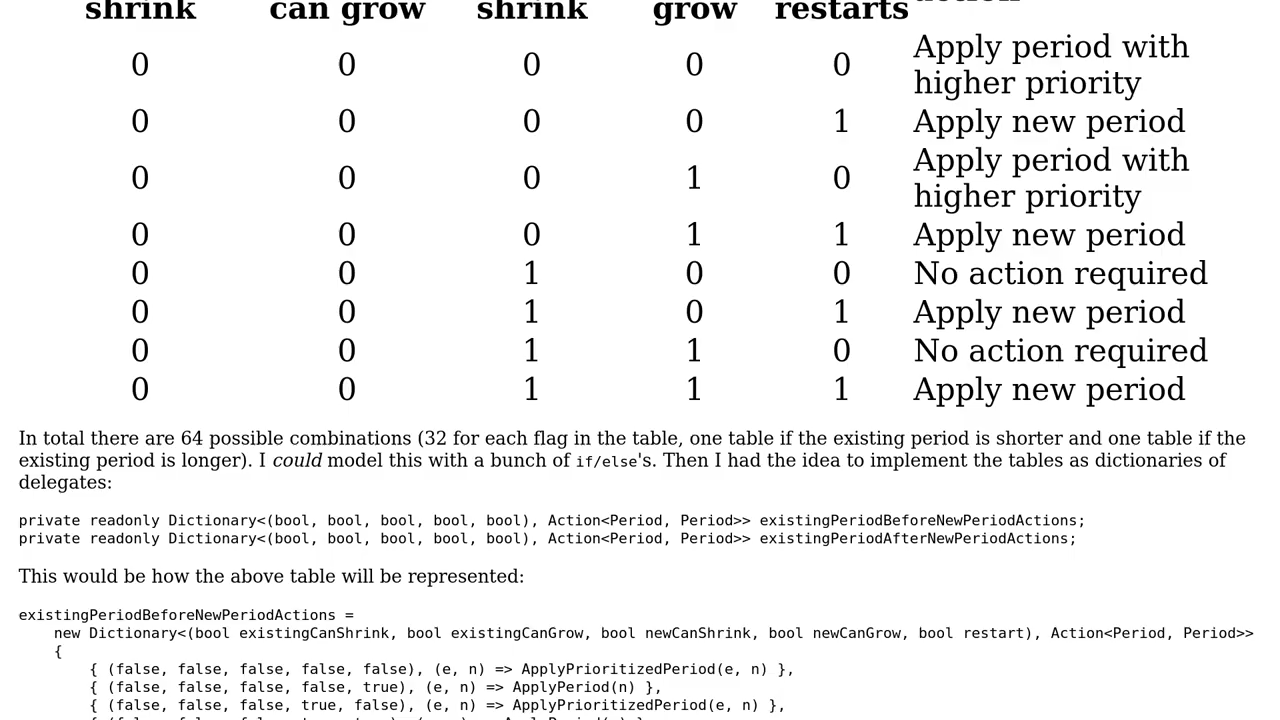 shrink can grow shrink grow restarts action
0 0 0 0 0 Apply period with
higher priority
0 0 0 0 1 Apply new period
0 0 0 1 0 Apply period with
higher priority
0 0 0 1 1 Apply new period
0 0 1 0 0 No action required
0 0 1 0 1 Apply new period
0 0 1 1 0 No action required
0 0 1 1 1 Apply new period
In total there are 64 possible combinations (32 for each flag in the table, one table if the existing period is shorter and one table if the
existing period is longer). I could model this with a bunch of if/else's. Then I had the idea to implement the tables as dictionaries of
delegates:
private readonly Dictionary<(bool, bool, bool, bool, bool), Action<Period, Period>> existingPeriodBeforeNewPeriodActions;
private readonly Dictionary<(bool, bool, bool, bool, bool), Action<Period, Period>> existingPeriodAfterNewPeriodActions;
This would be how the above table will be represented:
existingPeriodBeforeNewPeriodActions =
new Dictionary<(bool existingCanShrink, bool existingCanGrow, bool newCanShrink, bool newCanGrow, bool restart), Action<Period, Period>>
{
{ (false, false, false, false, false), (e, n) => ApplyPrioritizedPeriod(e, n) },
{ (false, false, false, false, true), (e, n) => ApplyPeriod(n) },
{ (false, false, false, true, false), (e, n) => ApplyPrioritizedPeriod(e, n) },